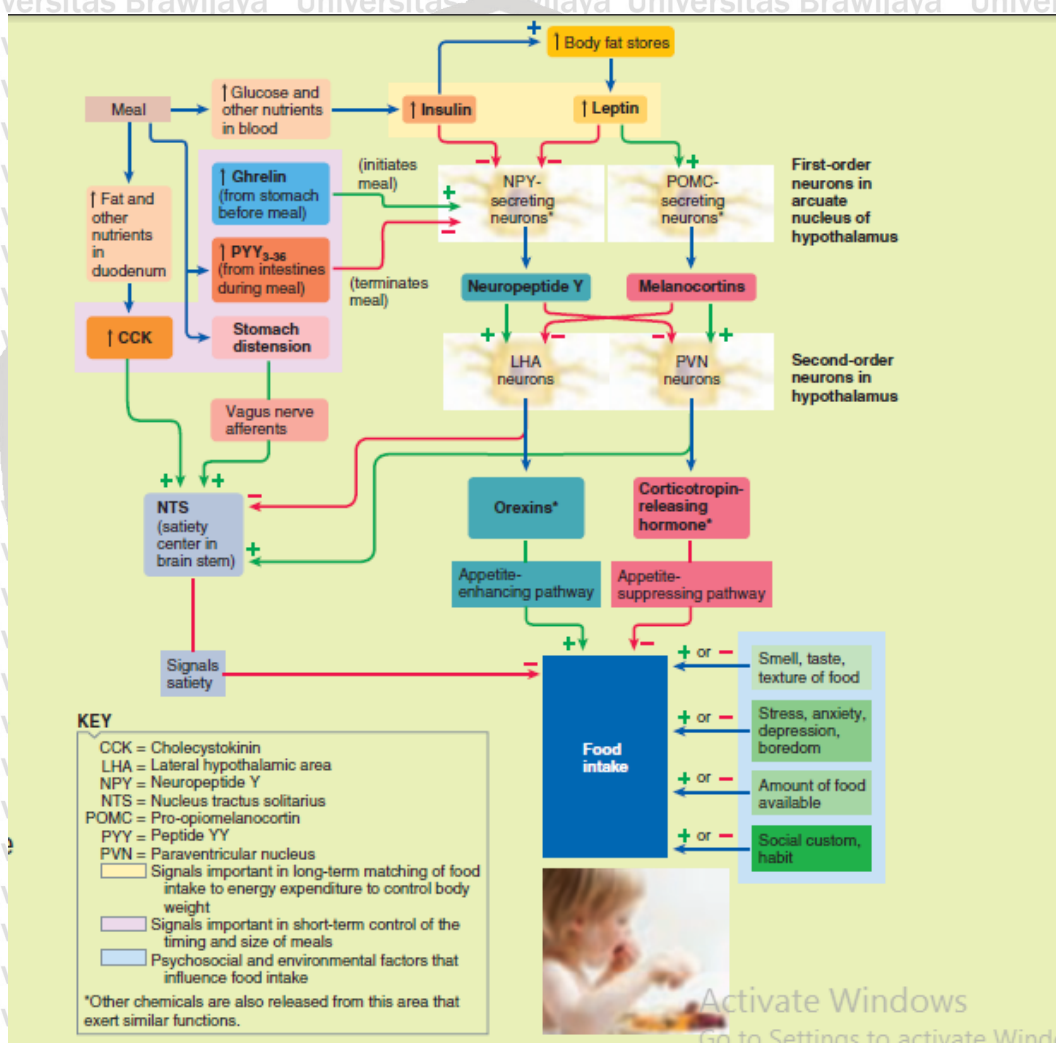 versitas Brawijaya Universitas Brawijaya Universitas Brawijaya Univer
↑ Body fat stores
+
Meal
↑ Glucose and
other nutrients
in blood
↑ Insulin
↑ Leptin
− − +
↑ Fat and
other
nutrients
in
duodenum
↑ Ghrelin
(from stomach
before meal)
(initiates
meal)
+
−
NPY-
secreting
neurons*
POMC-
secreting
neurons*
First-order
neurons in
arcuate
nucleus of
hypothalamus
↑ PYY3-36
(from intestines
during meal)
(terminates
meal)
Neuropeptide Y
Melanocortins
↑ CCK
Stomach
distension
+ − − +
LHA
neurons
PVN
neurons
Second-order
neurons in
hypothalamus
Vagus nerve
afferents
+ +
−
+
NTS
(satiety
center in
brain stem)
Orexins*
Corticotropin-
releasing
hormone*
Appetite-
enhancing pathway
Appetite-
suppressing pathway
+ −
Signals
satiety
−
Food
intake
+ or −
Smell, taste,
texture of food
+ or −
Stress, anxiety,
depression,
boredom
+ or −
Amount of food
available
+ or −
Social custom,
habit
KEY
CCK = Cholecystokinin
LHA = Lateral hypothalamic area
NPY = Neuropeptide Y
NTS = Nucleus tractus solitarius
POMC = Pro-opiomelanocortin
PYY = Peptide YY
PVN = Paraventricular nucleus
Signals important in long-term matching of food
intake to energy expenditure to control body
weight
Signals important in short-term control of the
timing and size of meals
Psychosocial and environmental factors that
influence food intake
*Other chemicals are also released from this area that
exert similar functions.
Activate Windows
Go to Settings to activate Wind